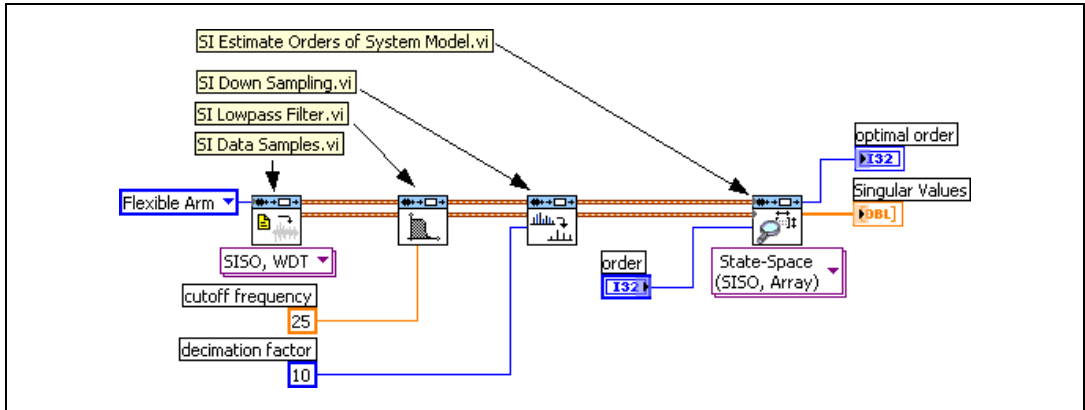 SI Estimate Orders of System Model.vi
SI Down Sampling.vi
SI Lowpass Filter.vi
SI Data Samples.vi
optimal order
I32
Flexible Arm
Singular Values
DBL
SISO, WDT
order
I32
State-Space
(SISO, Array)
cutoff frequency
25
decimation factor
10